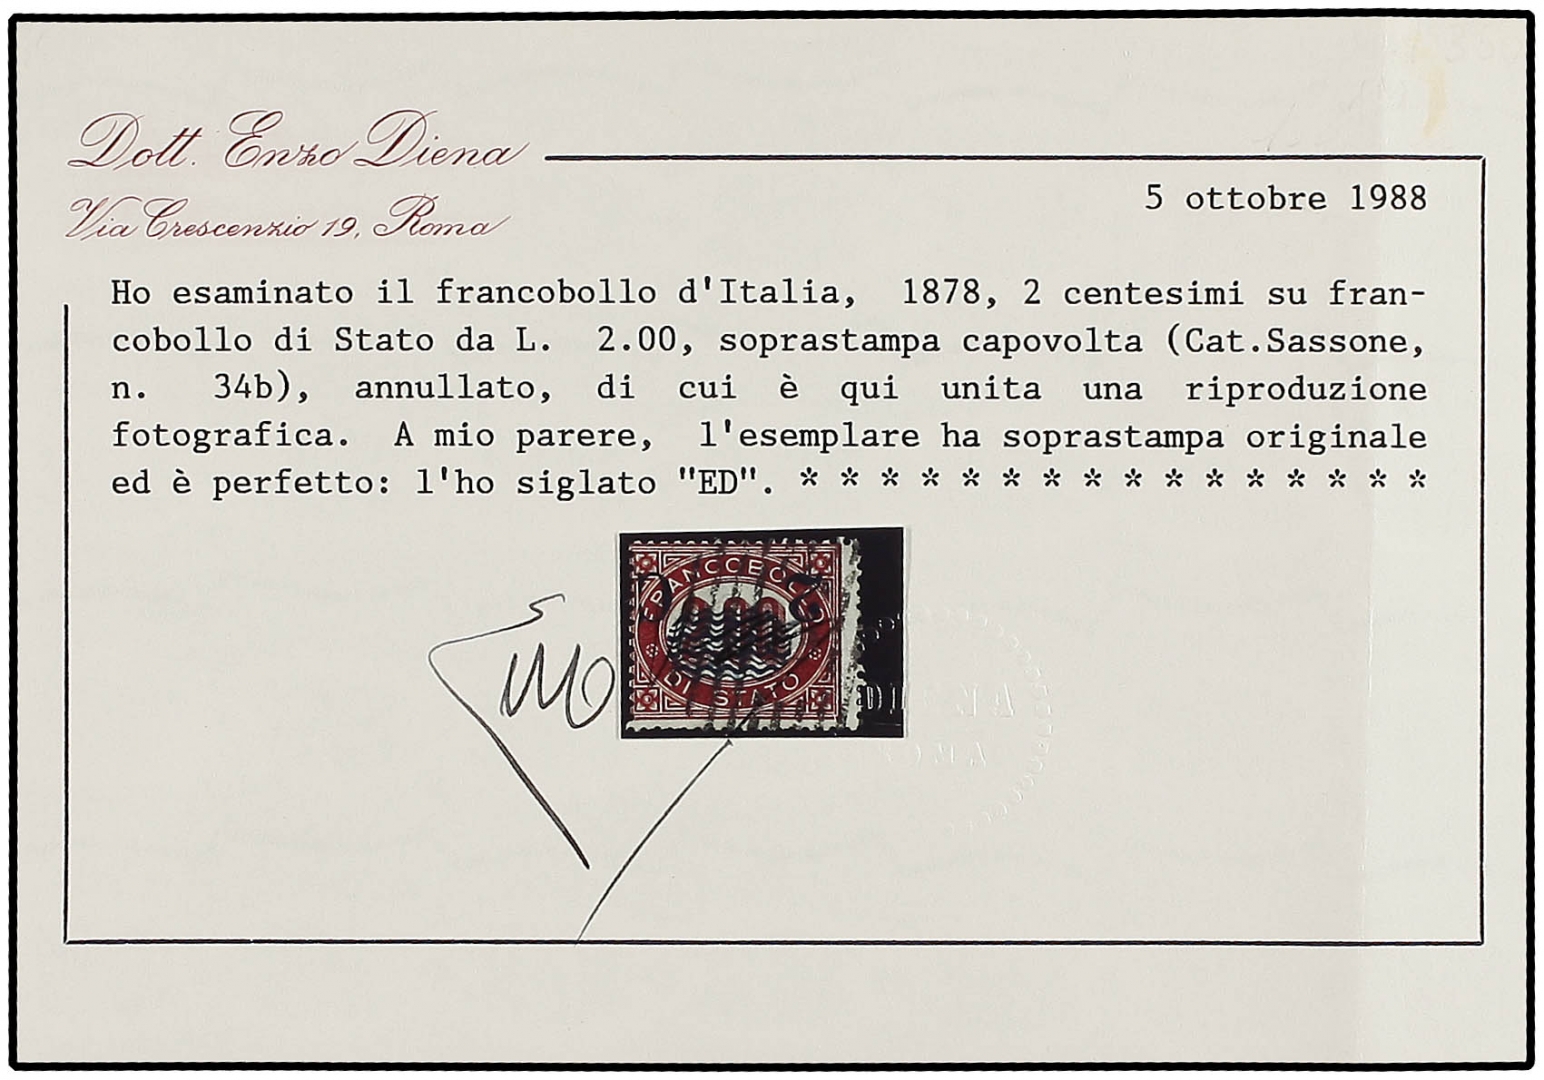 Dott. Enzo Diena
Via Crescenzio 19, Roma
5 ottobre 1988
Ho esaminato il francobollo d'Italia, 1878, 2 centesimi su fran-
cobollo di Stato da L. 2.00, soprastampa capovolta (Cat.Sassone,
n. 34b), annullato, di cui è qui unita una riproduzione
fotografica. A mio parere, l'esemplare ha soprastampa originale
ed è perfetto: l'ho siglato "ED". * * * * * * * * * * * * * * * *
DI STATO